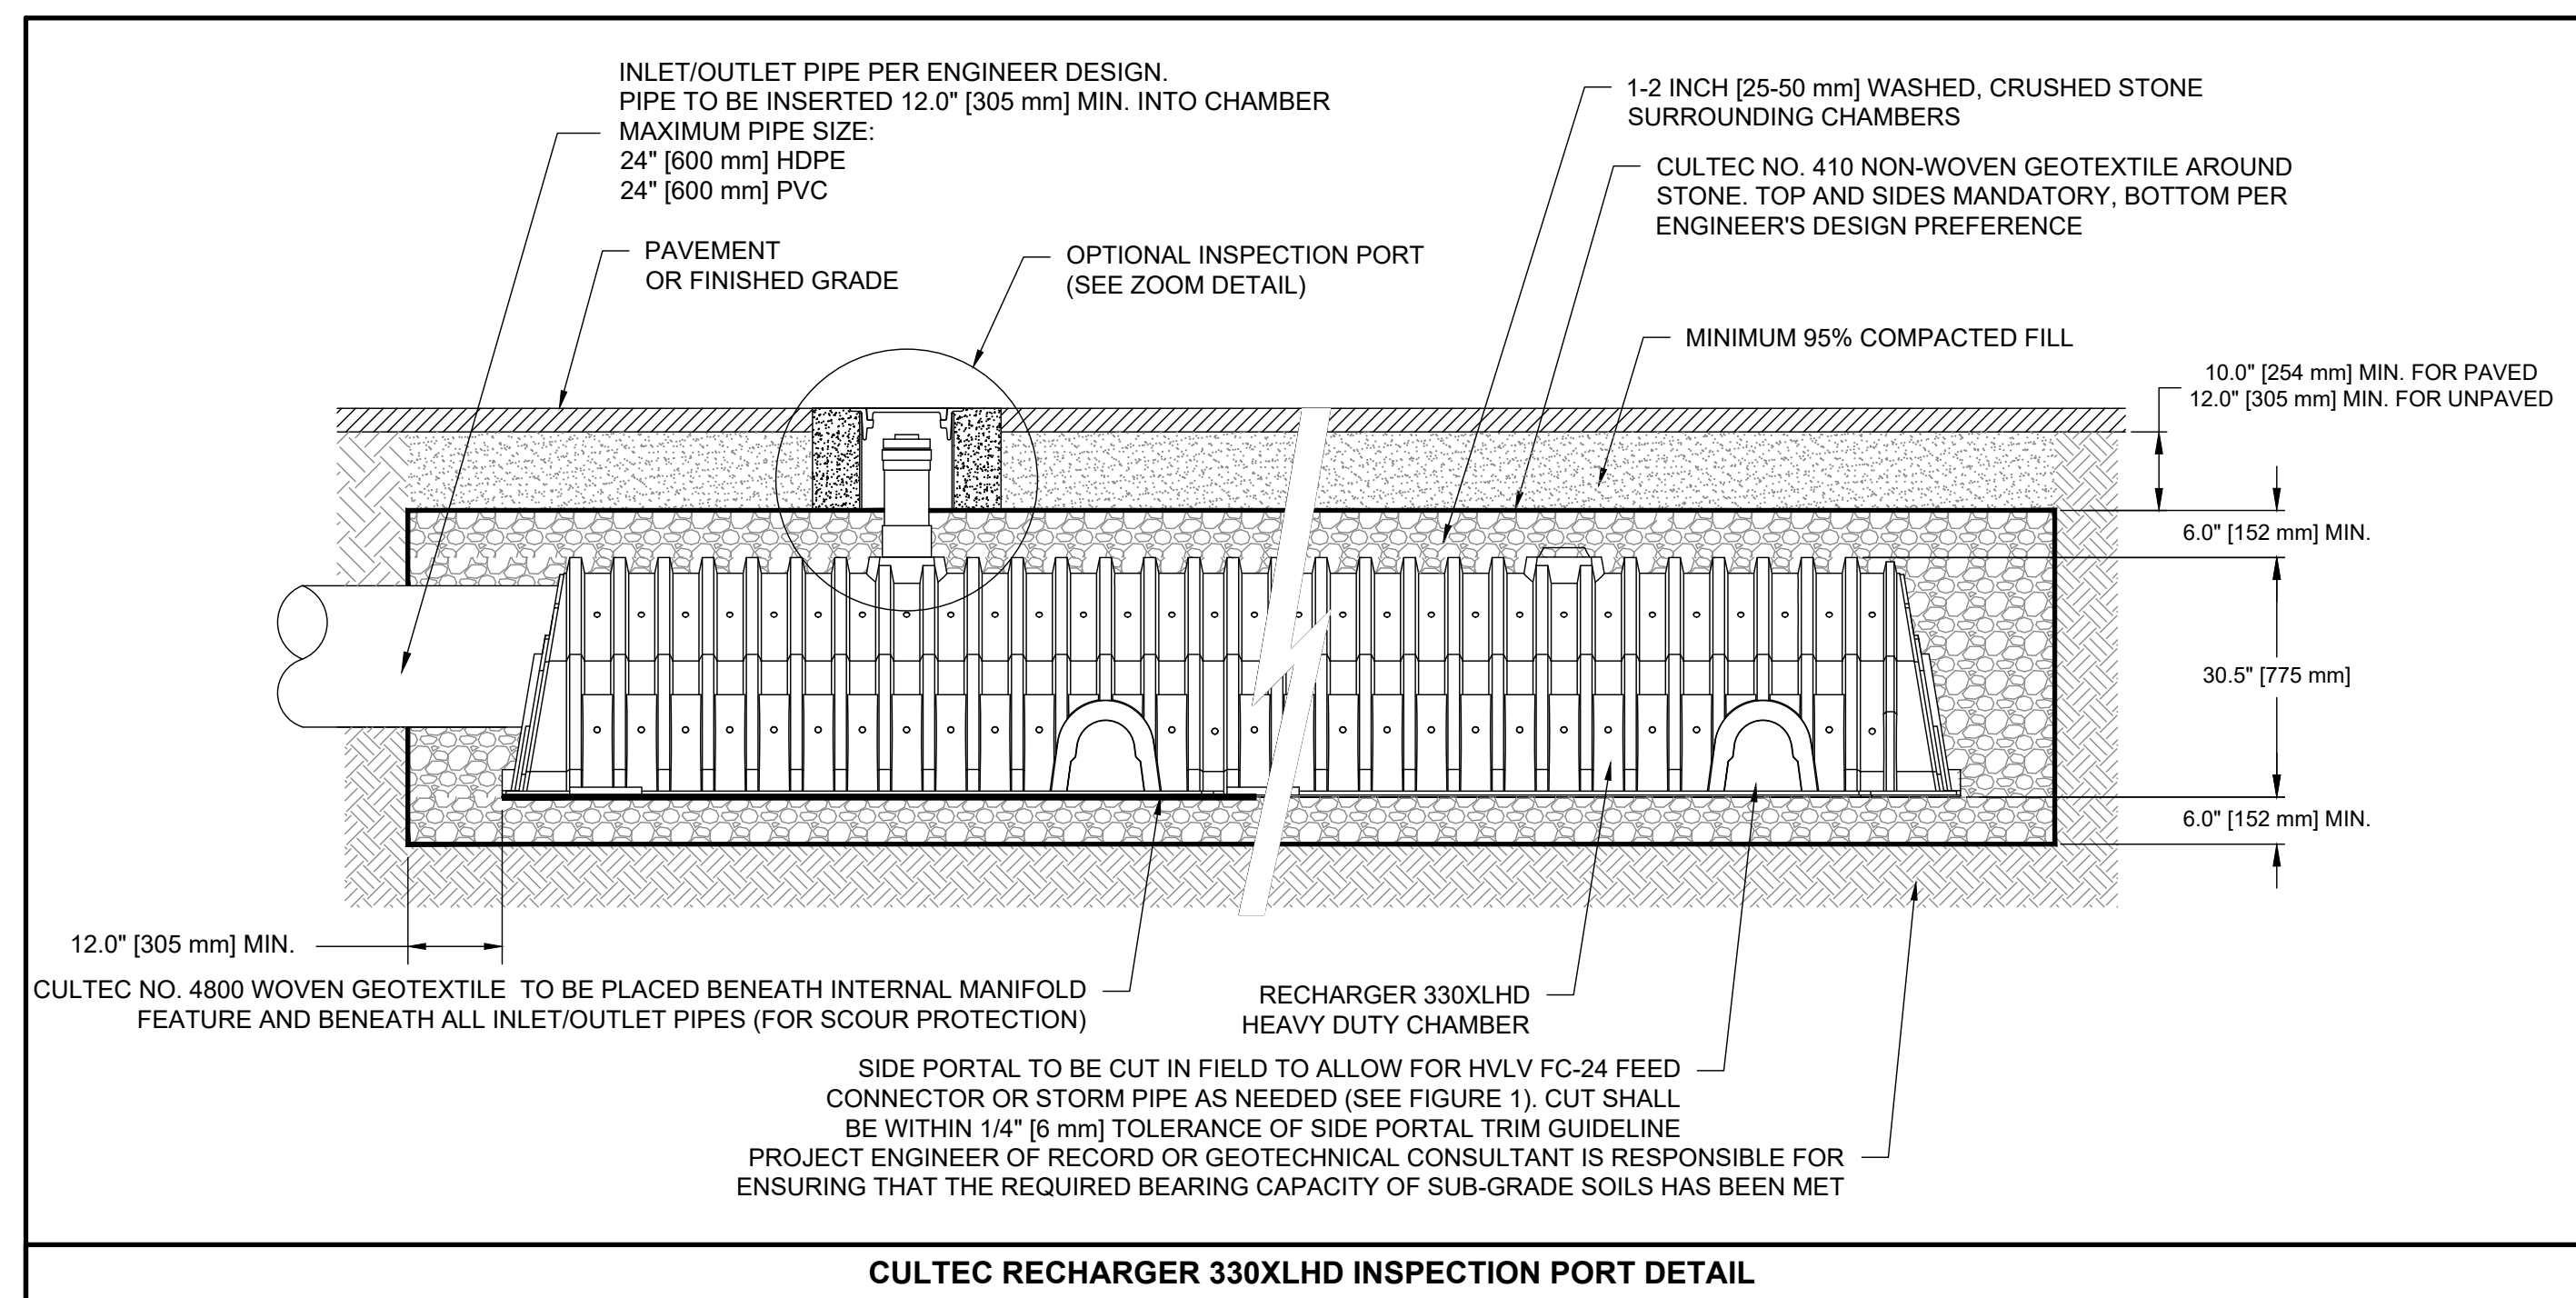 INLET/OUTLET PIPE PER ENGINEER DESIGN.
PIPE TO BE INSERTED 12.0" [305 mm] MIN. INTO CHAMBER
MAXIMUM PIPE SIZE:
24" [600 mm] HDPE
24" [600 mm] PVC
1-2 INCH [25-50 mm] WASHED, CRUSHED STONE
SURROUNDING CHAMBERS
CULTEC NO. 410 NON-WOVEN GEOTEXTILE AROUND
STONE. TOP AND SIDES MANDATORY, BOTTOM PER
ENGINEER'S DESIGN PREFERENCE
PAVEMENT
OR FINISHED GRADE
OPTIONAL INSPECTION PORT
(SEE ZOOM DETAIL)
MINIMUM 95% COMPACTED FILL
10.0" [254 mm] MIN. FOR PAVED
12.0" [305 mm] MIN. FOR UNPAVED
6.0" [152 mm] MIN.
30.5" [775 mm]
6.0" [152 mm] MIN.
12.0" [305 mm] MIN.
CULTEC NO. 4800 WOVEN GEOTEXTILE  TO BE PLACED BENEATH INTERNAL MANIFOLD
FEATURE AND BENEATH ALL INLET/OUTLET PIPES (FOR SCOUR PROTECTION)
RECHARGER 330XLHD
HEAVY DUTY CHAMBER
SIDE PORTAL TO BE CUT IN FIELD TO ALLOW FOR HVLV FC-24 FEED
CONNECTOR OR STORM PIPE AS NEEDED (SEE FIGURE 1). CUT SHALL
BE WITHIN 1/4" [6 mm] TOLERANCE OF SIDE PORTAL TRIM GUIDELINE
PROJECT ENGINEER OF RECORD OR GEOTECHNICAL CONSULTANT IS RESPONSIBLE FOR
ENSURING THAT THE REQUIRED BEARING CAPACITY OF SUB-GRADE SOILS HAS BEEN MET
CULTEC RECHARGER 330XLHD INSPECTION PORT DETAIL